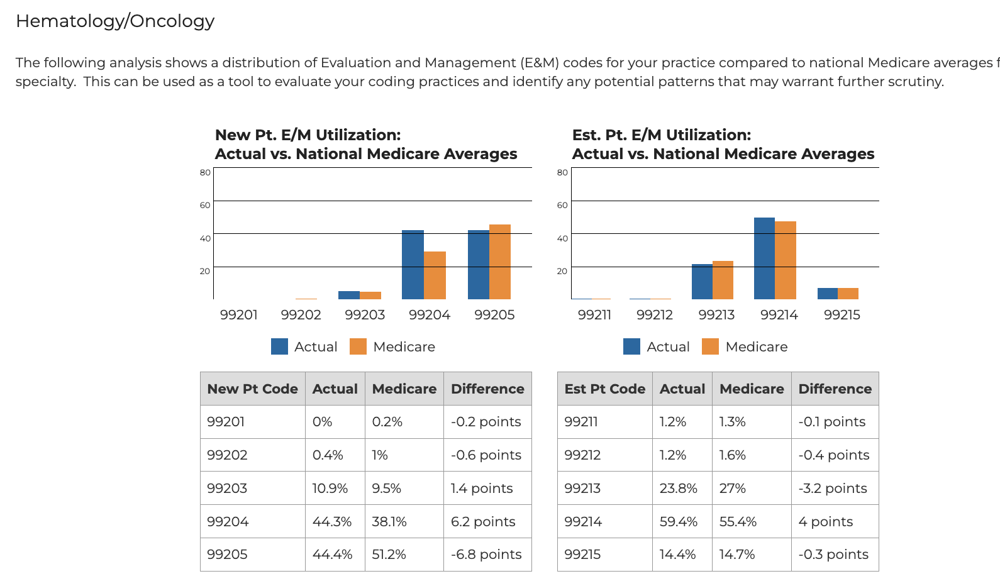 Hematology/Oncology
The following analysis shows a distribution of Evaluation and Management (E&M) codes for your practice compared to national Medicare averages
specialty. This can be used as a tool to evaluate your coding practices and identify any potential patterns that may warrant further scrutiny.
New Pt. E/M Utilization:
Actual vs. National Medicare Averages
80
60
40
20
99201 99202 99203 99204 99205
Actual Medicare
New Pt Code Actual Medicare Difference
99201 0% 0.2% -0.2 points
99202 0.4% 1% -0.6 points
99203 10.9% 9.5% 1.4 points
99204 44.3% 38.1% 6.2 points
99205 44.4% 51.2% -6.8 points
Est. Pt. E/M Utilization:
Actual vs. National Medicare Averages
80
60
40
20
99211 99212 99213 99214 99215
Actual Medicare
Est Pt Code Actual Medicare Difference
99211 1.2% 1.3% -0.1 points
99212 1.2% 1.6% -0.4 points
99213 23.8% 27% -3.2 points
99214 59.4% 55.4% 4 points
99215 14.4% 14.7% -0.3 points